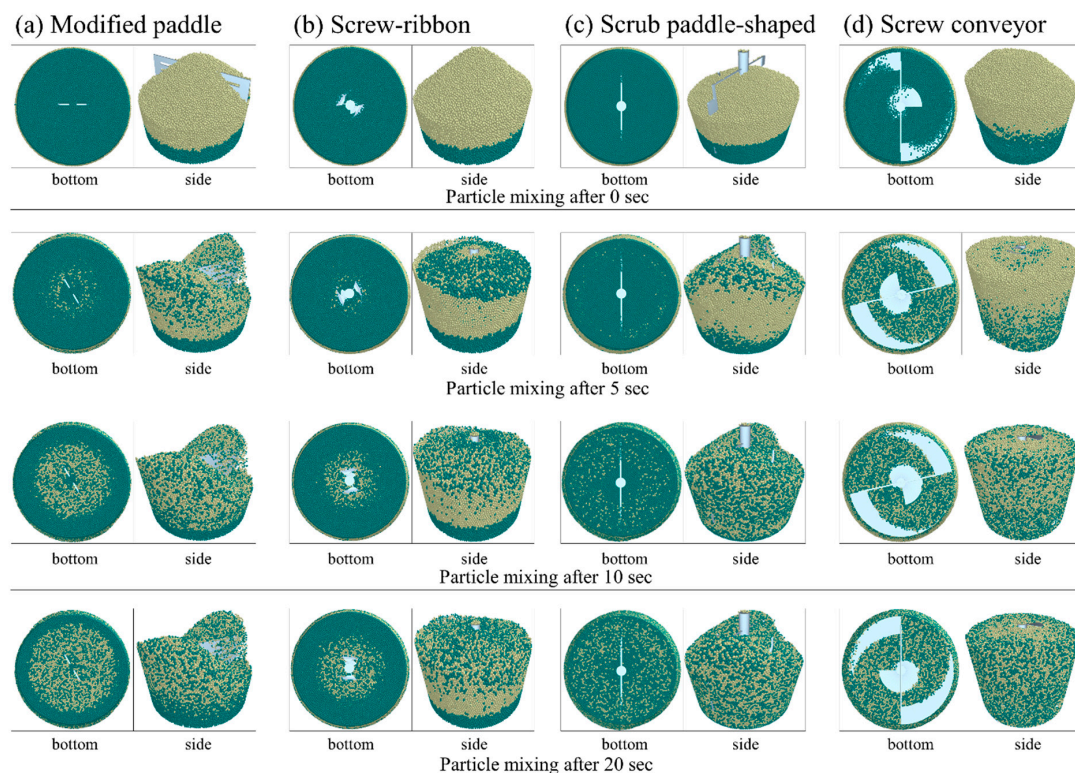 (a) Modified paddle (b) Screw-ribbon (c) Scrub paddle-shaped (d) Screw conveyor
bottom side bottom side bottom side bottom side
Particle mixing after 0 sec
bottom side bottom side bottom side bottom side
Particle mixing after 5 sec
bottom side bottom side bottom side bottom side
Particle mixing after 10 sec
bottom side bottom side bottom side bottom side
Particle mixing after 20 sec